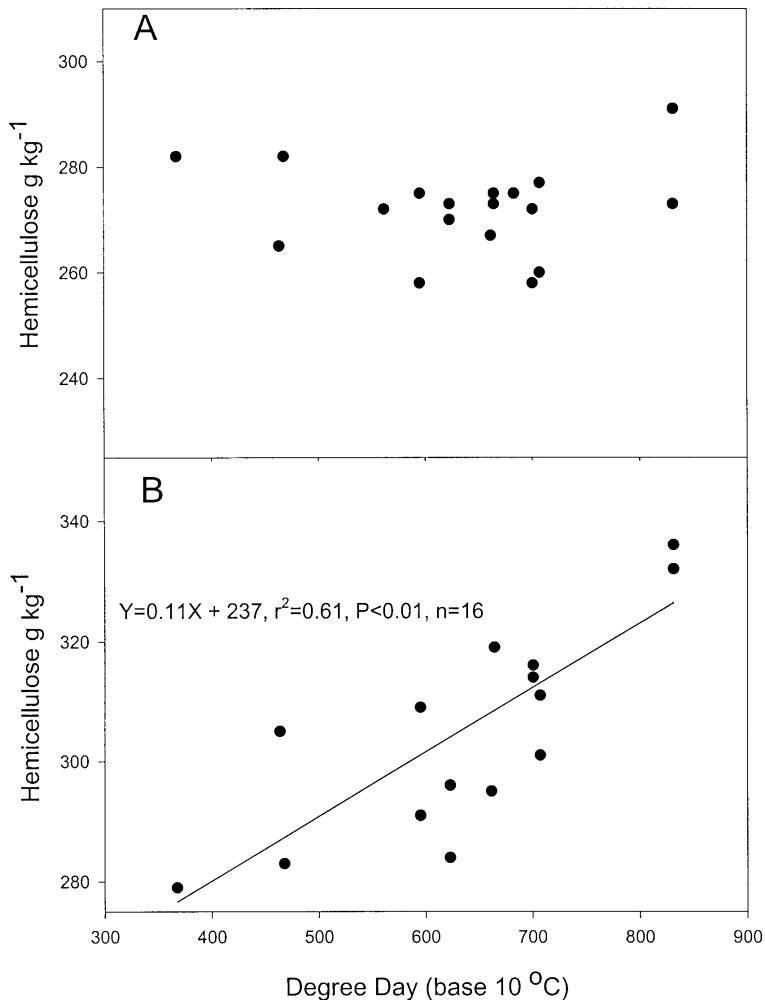 A
300
280
260
240
Hemicellulose g kg⁻¹
B
340
320
300
280
Hemicellulose g kg⁻¹
Y=0.11X + 237, r²=0.61, P<0.01, n=16
300 400 500 600 700 800 900
Degree Day (base 10 ᴼC)